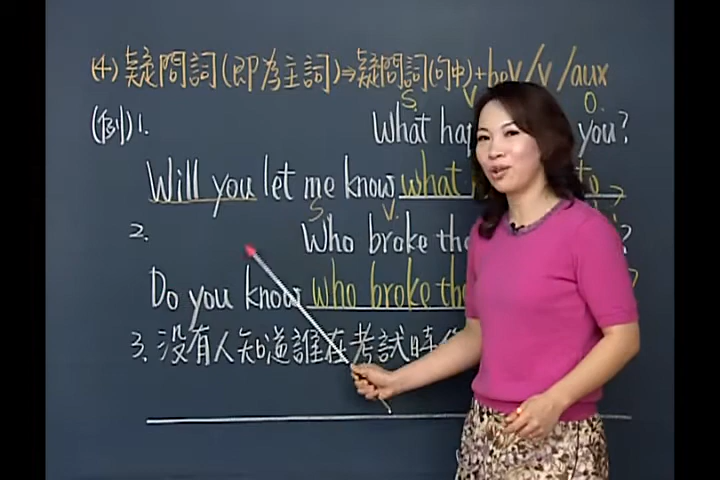 (4) 疑問詞(即為主詞)⇒疑問詞(句中)+beV/V/aux
S. V O.
(例) 1. What hap you?
Will you let me know what to ?
S. V.
2. Who broke the ?
Do you know who broke the ?
3. 沒有人知道誰在考試時